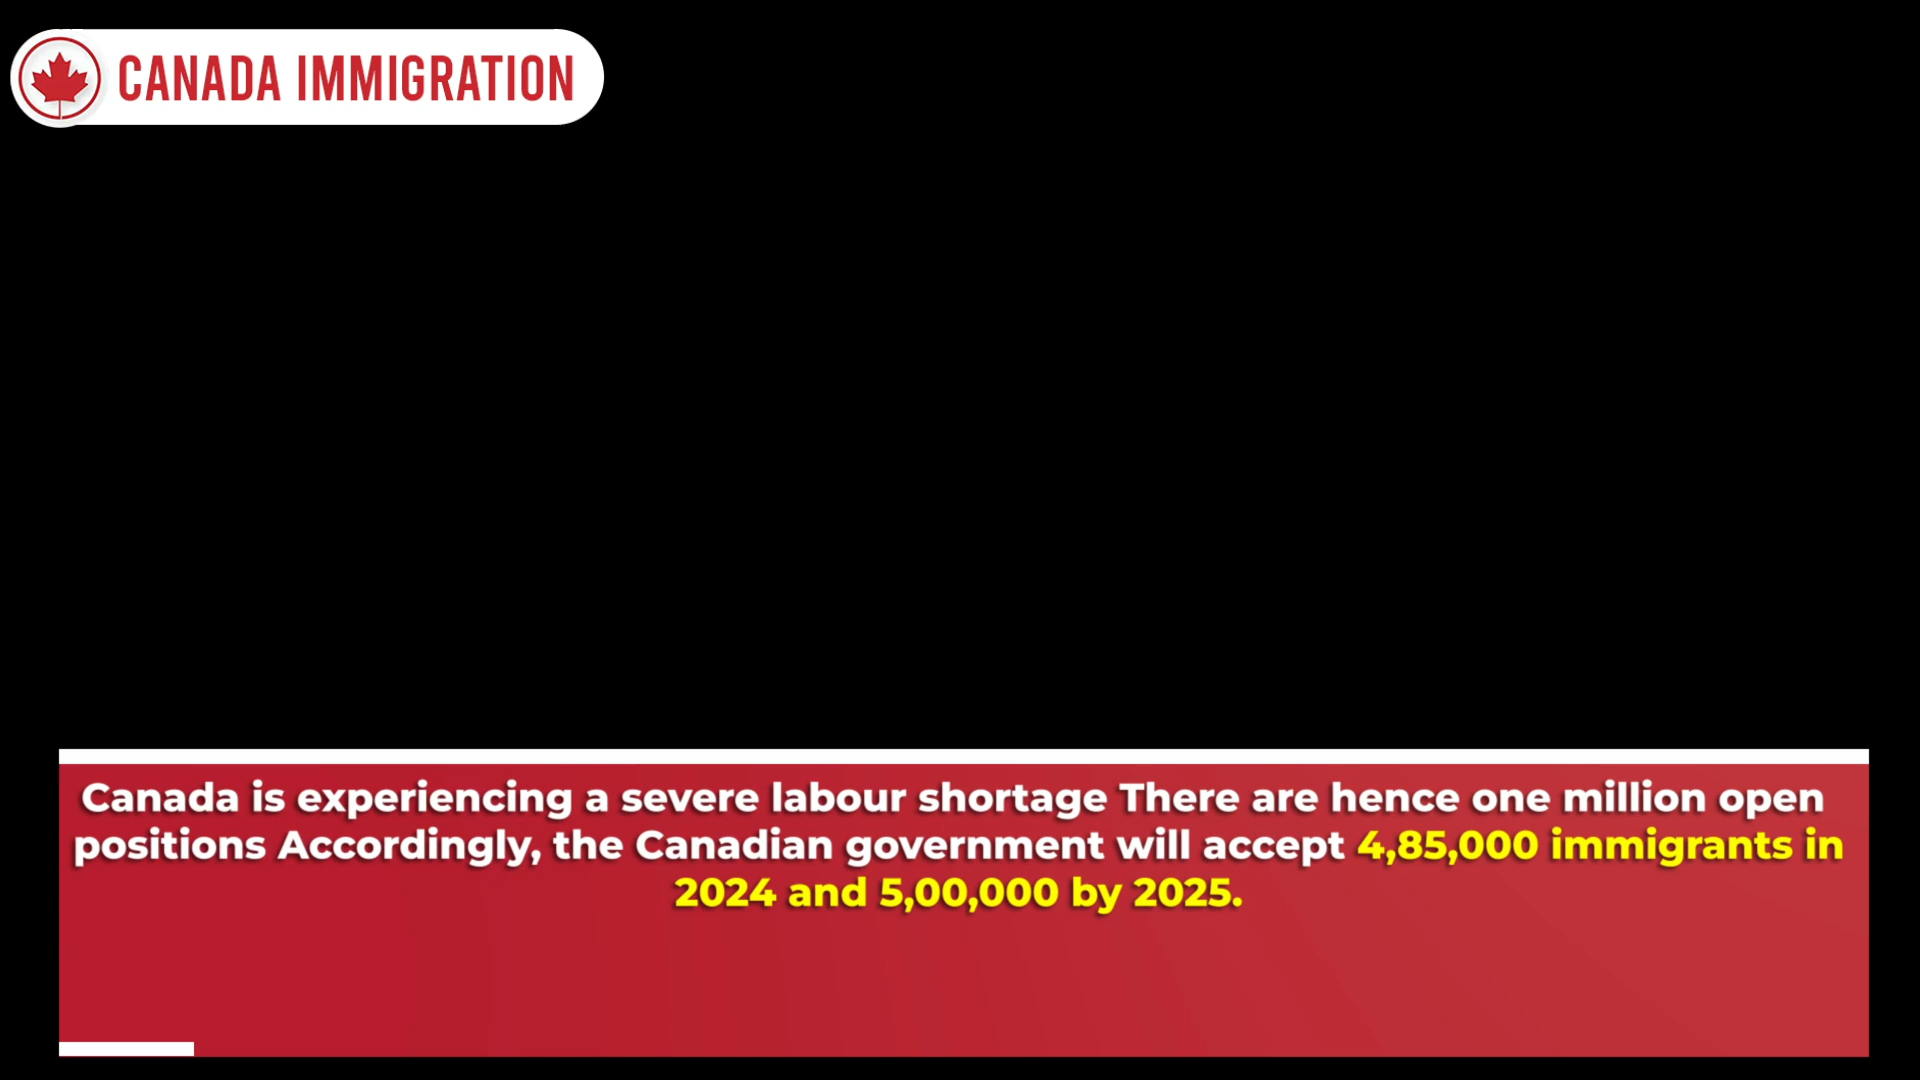 CANADA IMMIGRATION
Canada is experiencing a severe labour shortage There are hence one million open
positions Accordingly, the Canadian government will accept 4,85,000 immigrants in
2024 and 5,00,000 by 2025.